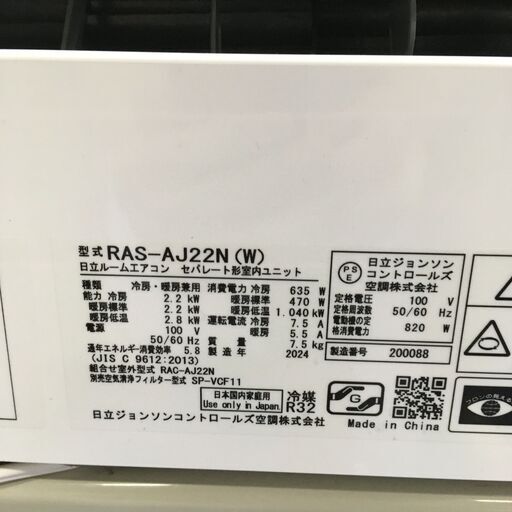 型式 RAS-AJ22N (W)
日立ルームエアコン セパレート形室内ユニット
種類 冷房・暖房兼用 消費電力 冷房 635 W
能力 冷房 2.2 kW 暖房標準 470 W
暖房標準 2.2 kW 暖房低温 1.040 kW
暖房低温 2.8 kW 運転電流 冷房 7.5 A
電源 100 V 暖房標準 5.5 A
50/60 Hz 7.5 kg
通年エネルギー消費効率 5.8 製造年 2024
(JIS C 9612:2013)
組合せ室外型式 RAC-AJ22N
別売空気清浄フィルター型式 SP-VCF11
日本国内家庭用
Use only in Japan.
冷媒
R32
日立ジョンソンコントロールズ空調株式会社
PS
E
日立ジョンソン
コントロールズ
空調株式会社
定格電圧 100 V
定格周波数 50/60 Hz
電動機の定
格消費電力 820 W
製造番号 200088
G
Made in China
フロンの見える